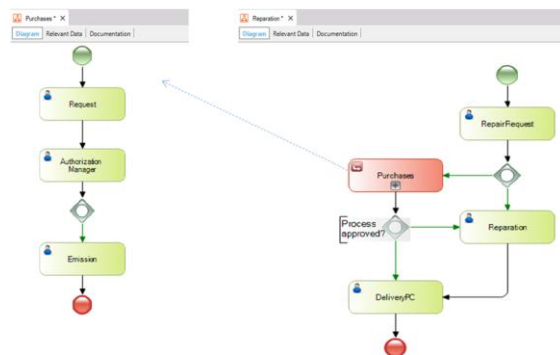 Purchases *
Diagram Relevant Data Documentation
Request
Authorization
Manager
Emission
Reparation *
Diagram Relevant Data Documentation
RepairRequest
Purchases
Process
approved?
Reparation
DeliveryPC